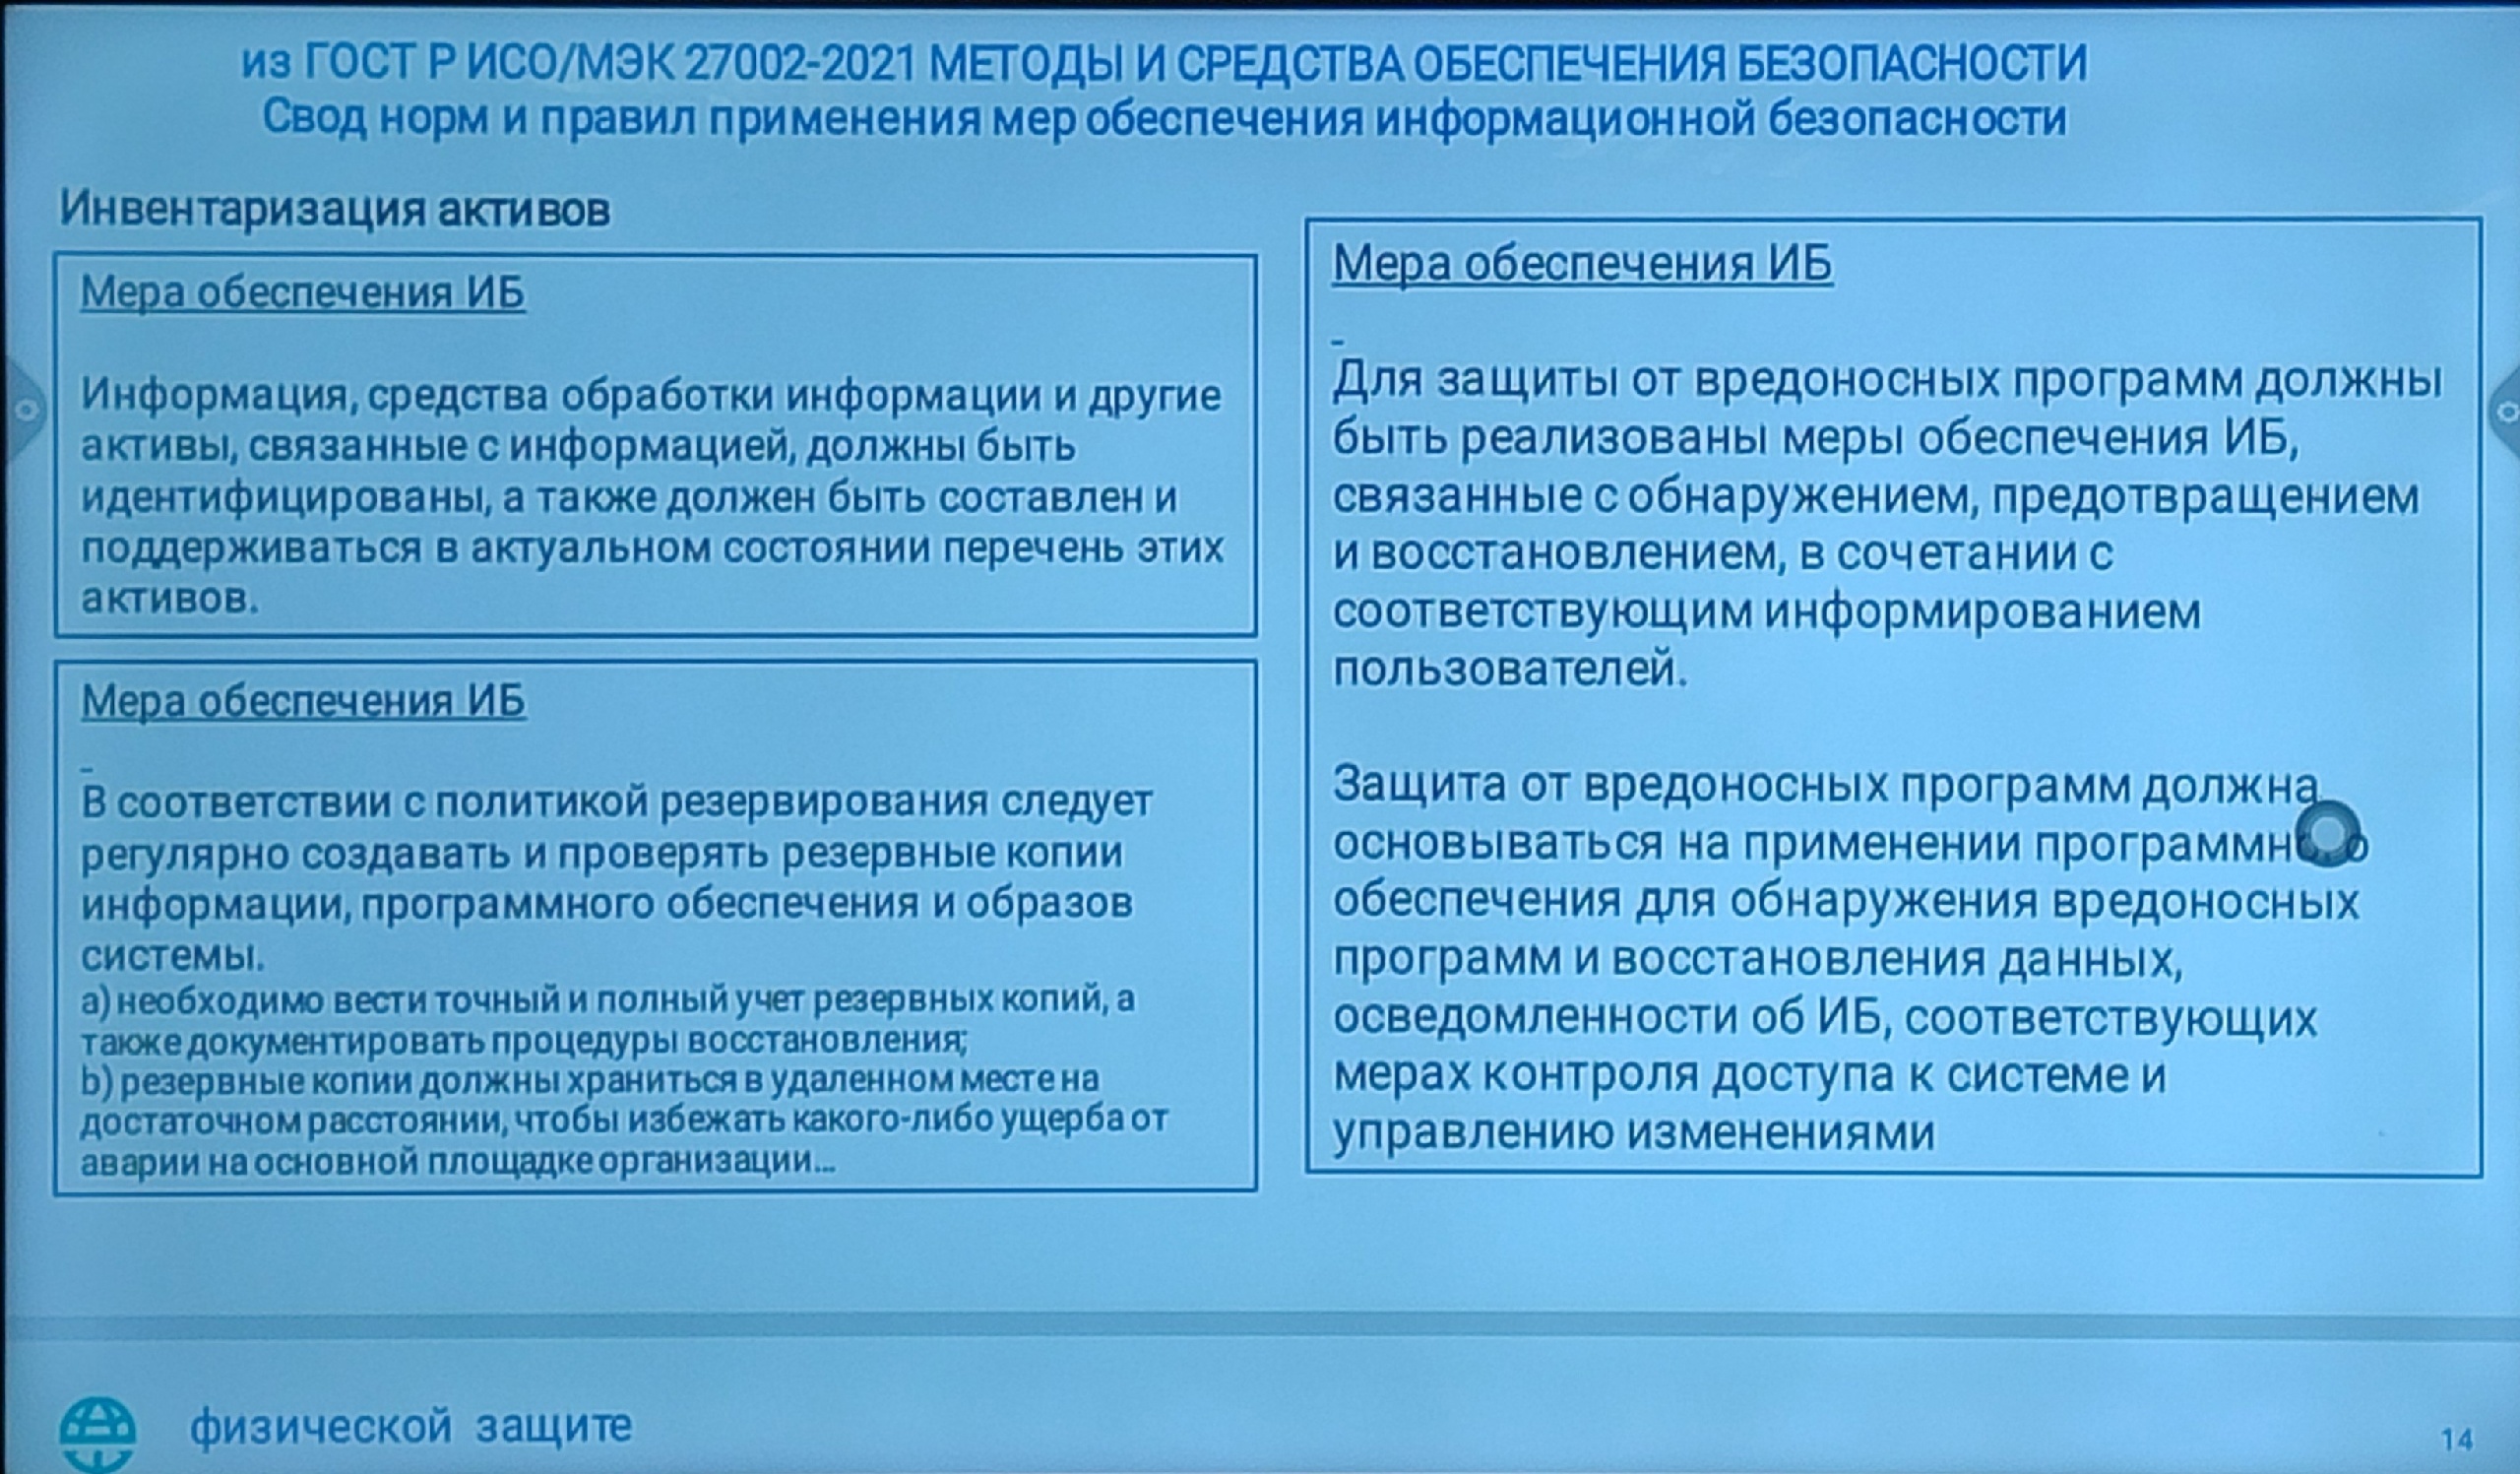 из ГОСТ Р ИСО/МЭК 27002-2021 МЕТОДЫ И СРЕДСТВА ОБЕСПЕЧЕНИЯ БЕЗОПАСНОСТИ
Свод норм и правил применения мер обеспечения информационной безопасности
Инвентаризация активов
Мера обеспечения ИБ
Информация, средства обработки информации и другие
активы, связанные с информацией, должны быть
идентифицированы, а также должен быть составлен и
поддерживаться в актуальном состоянии перечень этих
активов.
Мера обеспечения ИБ
В соответствии с политикой резервирования следует
регулярно создавать и проверять резервные копии
информации, программного обеспечения и образов
системы.
a) необходимо вести точный и полный учет резервных копий, а
также документировать процедуры восстановления;
b) резервные копии должны храниться в удаленном месте на
достаточном расстоянии, чтобы избежать какого-либо ущерба от
аварии на основной площадке организации...
Мера обеспечения ИБ
Для защиты от вредоносных программ должны
быть реализованы меры обеспечения ИБ,
связанные с обнаружением, предотвращением
и восстановлением, в сочетании с
соответствующим информированием
пользователей.
Защита от вредоносных программ должна
основываться на применении
обеспечения для обнаружения вредоносных
программ и восстановления данных,
осведомленности об ИБ, соответствующих
мерах контроля доступа к системе и
управлению изменениями
физической защите
14